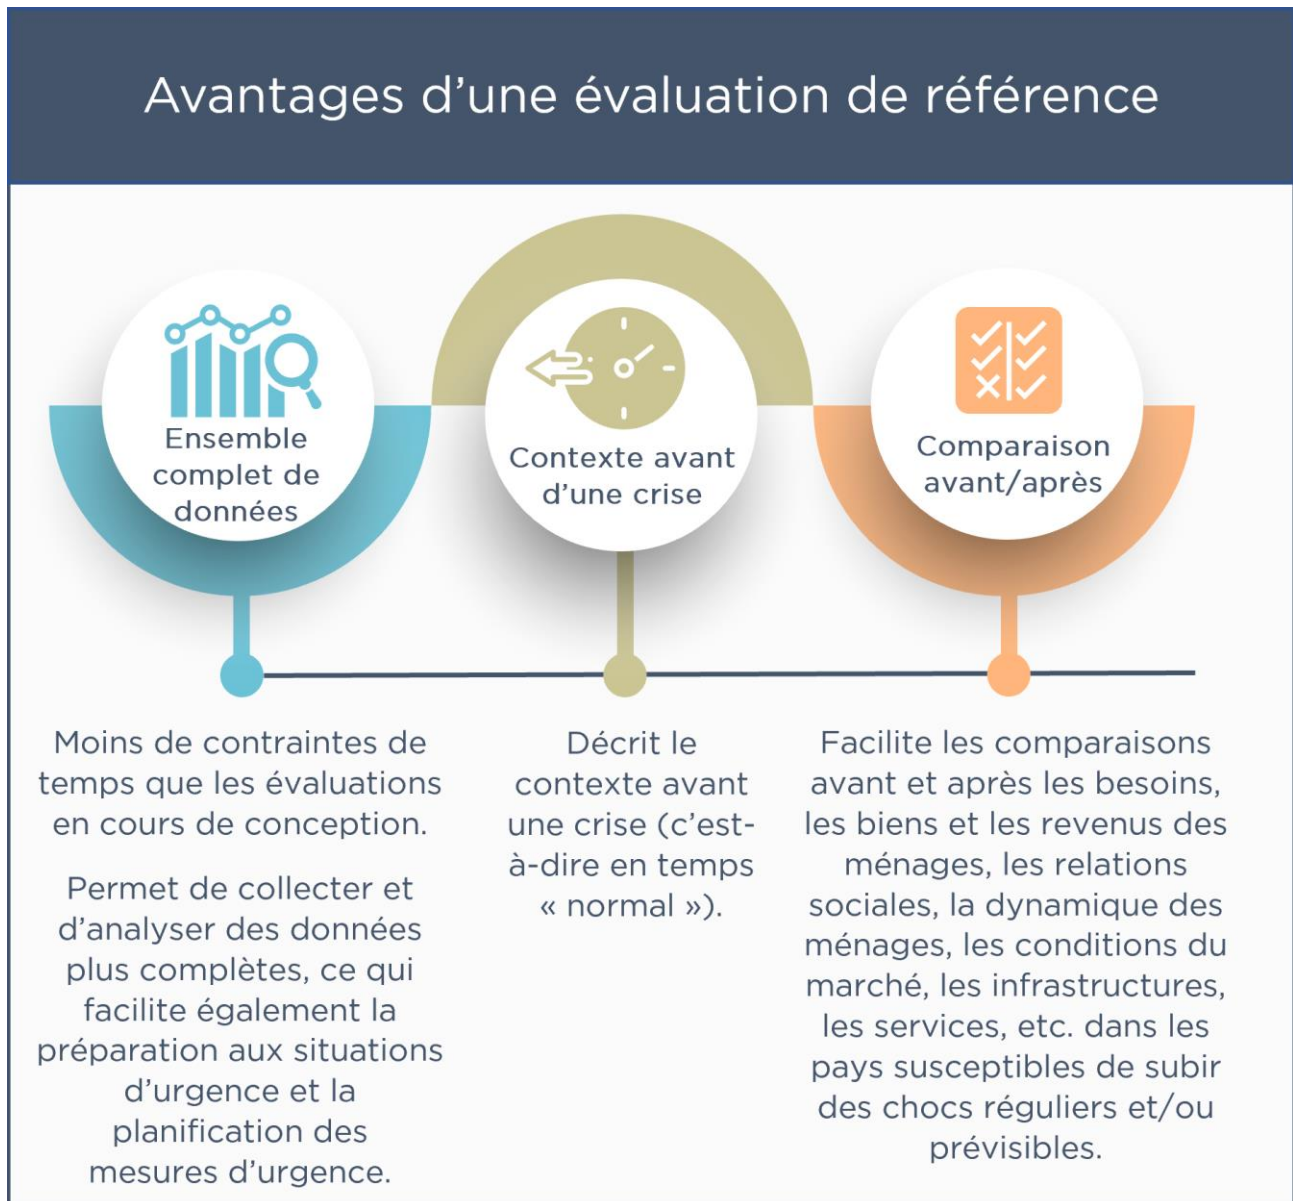 Avantages d’une évaluation de référence
Ensemble
complet de
données
Contexte avant
d’une crise
Comparaison
avant/après
Moins de contraintes de
temps que les évaluations
en cours de conception.
Permet de collecter et
d’analyser des données
plus complètes, ce qui
facilite également la
préparation aux situations
d’urgence et la
planification des
mesures d’urgence.
Décrit le
contexte avant
une crise (c’est-
à-dire en temps
« normal »).
Facilite les comparaisons
avant et après les besoins,
les biens et les revenus des
ménages, les relations
sociales, la dynamique des
ménages, les conditions du
marché, les infrastructures,
les services, etc. dans les
pays susceptibles de subir
des chocs réguliers et/ou
prévisibles.